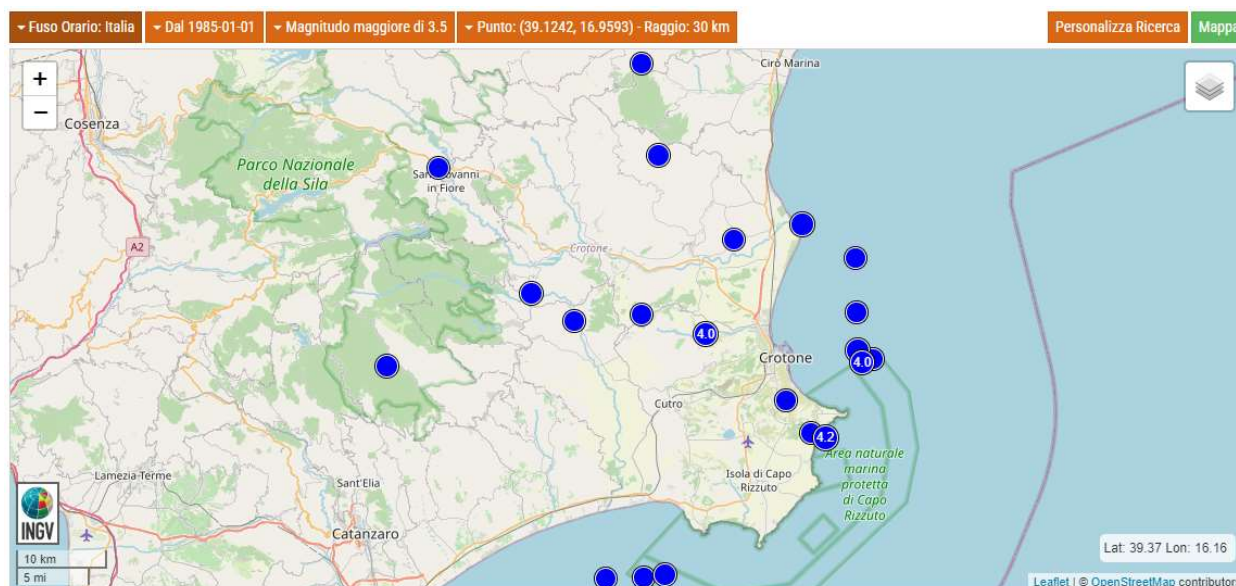 Fuso Orario: Italia
Dal 1985-01-01
Magnitudo maggiore di 3.5
Punto: (39.1242, 16.9593) - Raggio: 30 km
Personalizza Ricerca
Mappa
+
−
Cirò Marina
Cosenza
Parco Nazionale
della Sila
in Fiore
A2
Crotone
4.0
Crotone
4.0
Cutro
4.2
Area naturale
marina
protetta
di Capo
Rizzuto
Isola di Capo
Rizzuto
Lamezia Terme
Sant'Elia
Catanzaro
INGV
10 km
5 mi
Lat: 39.37 Lon: 16.16
Leaflet | © OpenStreetMap contributor